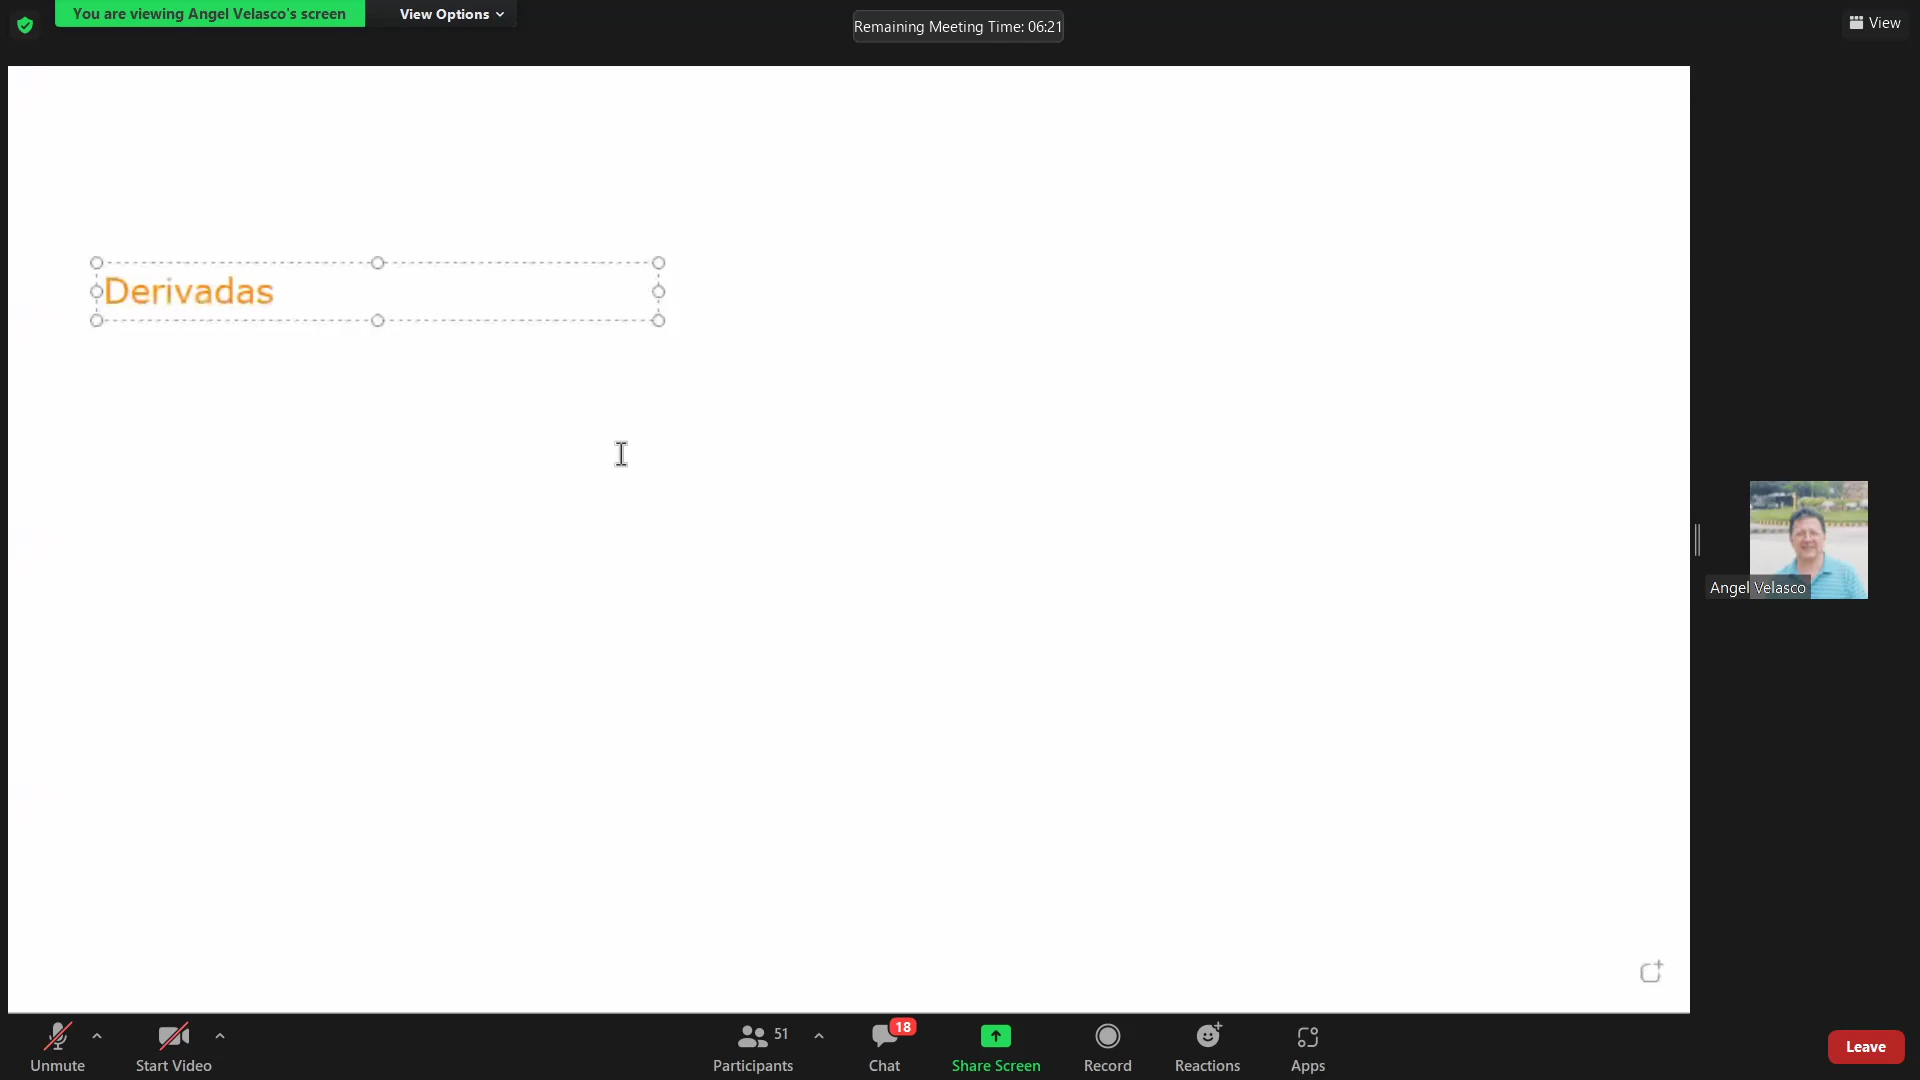 You are viewing Angel Velasco's screen
View Options
Remaining Meeting Time: 06:21
View
Derivadas
Angel Velasco
51
18
Unmute
Start Video
Participants
Chat
Share Screen
Record
Reactions
Apps
Leave